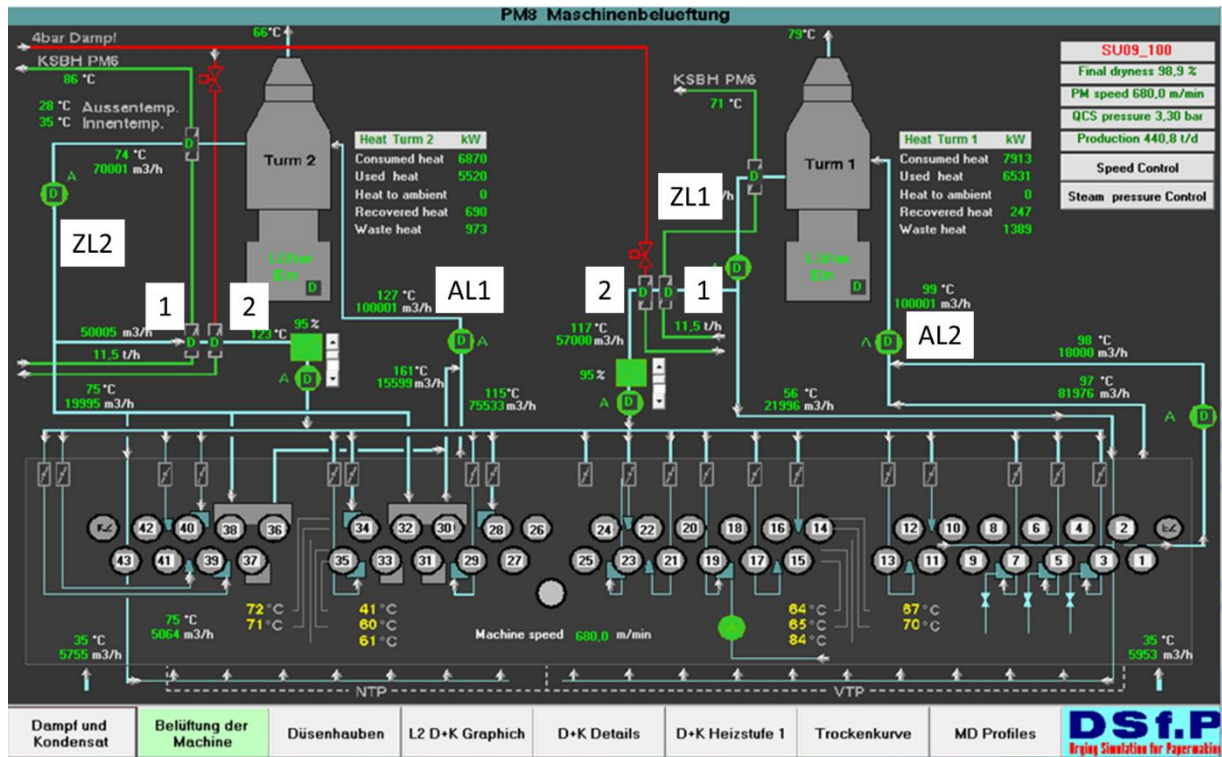 PM8 Maschinenbelueftung
4bar Dampf
66 °C
79 °C
KSBH PM6
86 °C
28 °C Aussentemp.
35 °C Innentemp.
KSBH PM6
71 °C
SU09_100
Final dryness 98,9 %
PM speed 680,0 m/min
QCS pressure 3,30 bar
Production 440,8 t/d
Speed Control
Steam pressure Control
74 °C
70001 m3/h
Turm 2
Heat Turm 2 kW
Consumed heat 6870
Used heat 5520
Heat to ambient 0
Recovered heat 690
Waste heat 973
Turm 1
Heat Turm 1 kW
Consumed heat 7913
Used heat 6531
Heat to ambient 0
Recovered heat 247
Waste heat 1389
D
D
A
D
ZL2
ZL1
Lüfter
Ein
D
Lüfter
Ein
D
A
D
1
2
AL1
2
1
AL2
127 °C
100001 m3/h
99 °C
100001 m3/h
50005 m3/h
D
D
123 °C
95 %
11,5 t/h
A
D
D
A
117 °C
57000 m3/h
D
D
11,5 t/h
95 %
A
D
A
D
98 °C
18000 m3/h
75 °C
19995 m3/h
161 °C
15599 m3/h
115 °C
75533 m3/h
56 °C
21996 m3/h
97 °C
81976 m3/h
A
D
42 40 38 36 34 32 30 28 26 24 22 20 18 16 14 12 10 8 6 4 2
43 41 39 37 35 33 31 29 27 25 23 21 19 17 15 13 11 9 7 5 3 1
75 °C
5064 m3/h
72 °C
71 °C
41 °C
60 °C
61 °C
Machine speed 680,0 m/min
64 °C
65 °C
84 °C
67 °C
70 °C
35 °C
5755 m3/h
35 °C
5953 m3/h
NTP
VTP
Dampf und
Kondensat
Belüftung der
Machine
Düsenhauben
L2 D+K Graphich
D+K Details
D+K Heizstufe 1
Trockenkurve
MD Profiles
DSf.P
Drying Simulation for Papermaking